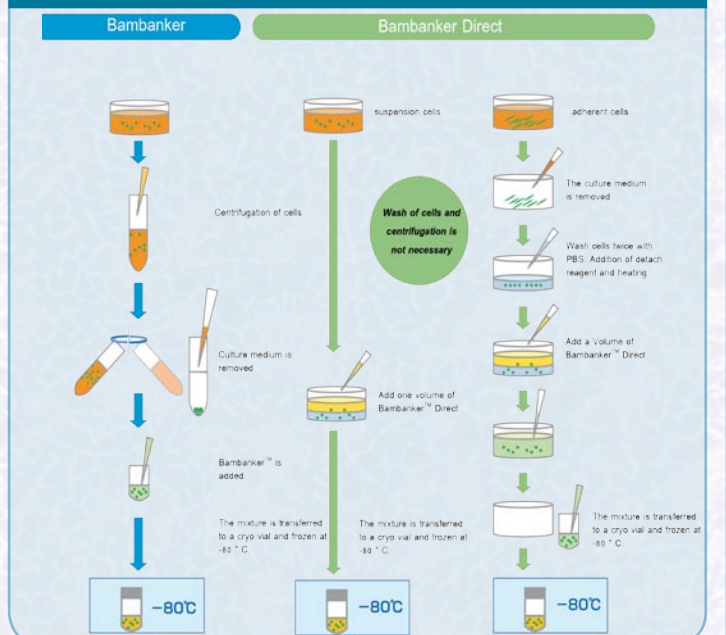 Bambanker
Bambanker Direct
suspension cells
adherent cells
Centrifugation of cells
Wash of cells and
centrifugation is
not necessary
The culture medium
is removed
Wash cells twice with
PBS. Addition of detach
reagent and heating
Culture medium is
removed
Add a Volume of
Bambanker™ Direct
Add one volume of
Bambanker™ Direct
Bambanker™ is
added
The mixture is transferred
to a cryo vial and frozen at
-80 ° C.
The mixture is transferred
to a cryo vial and frozen at
-80 ° C.
The mixture is transferred
to a cryo vial and frozen at
-80 ° C.
-80℃
-80℃
-80℃